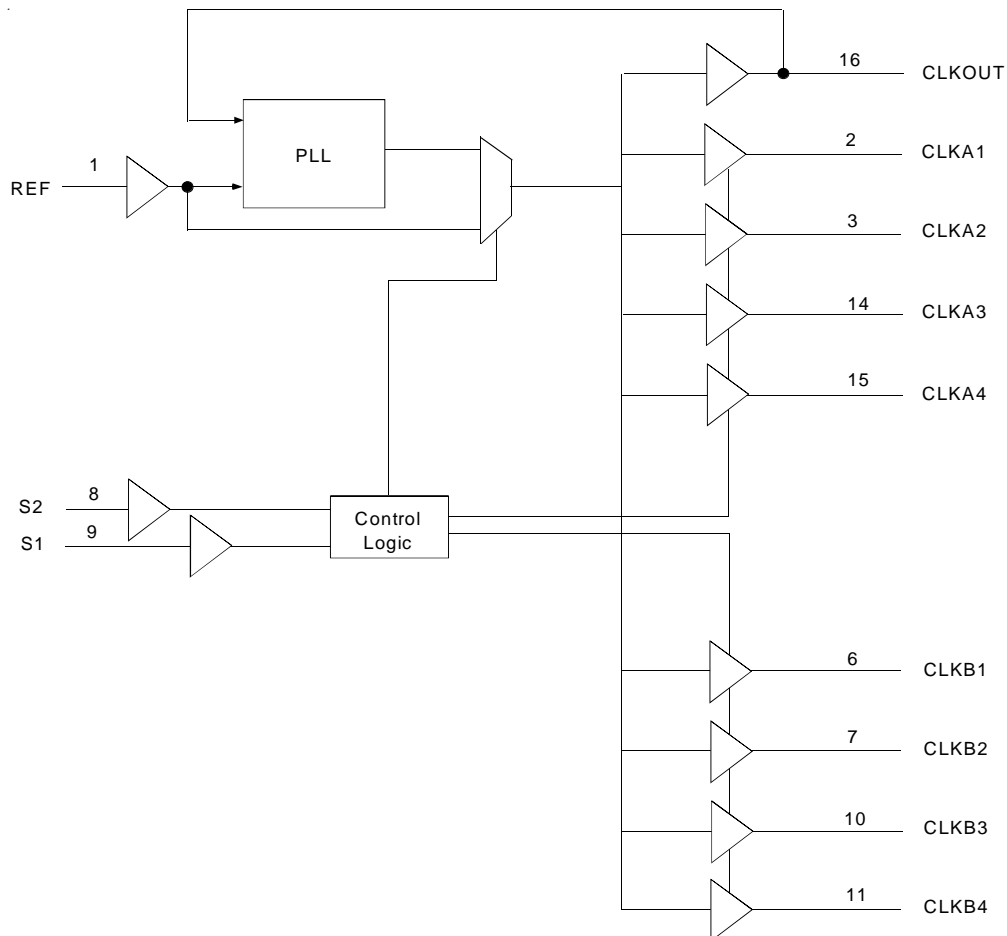 16 CLKOUT
PLL
1
REF
2 CLKA1
3 CLKA2
14 CLKA3
15 CLKA4
S2 8
S1 9
Control
Logic
6 CLKB1
7 CLKB2
10 CLKB3
11 CLKB4